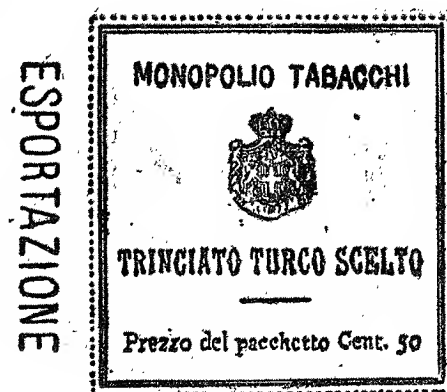 ESPORTAZIONE
MONOPOLIO TABACCHI
TRINCIATO TURCO SCELTO
Prezzo del pacchetto Cent. 50